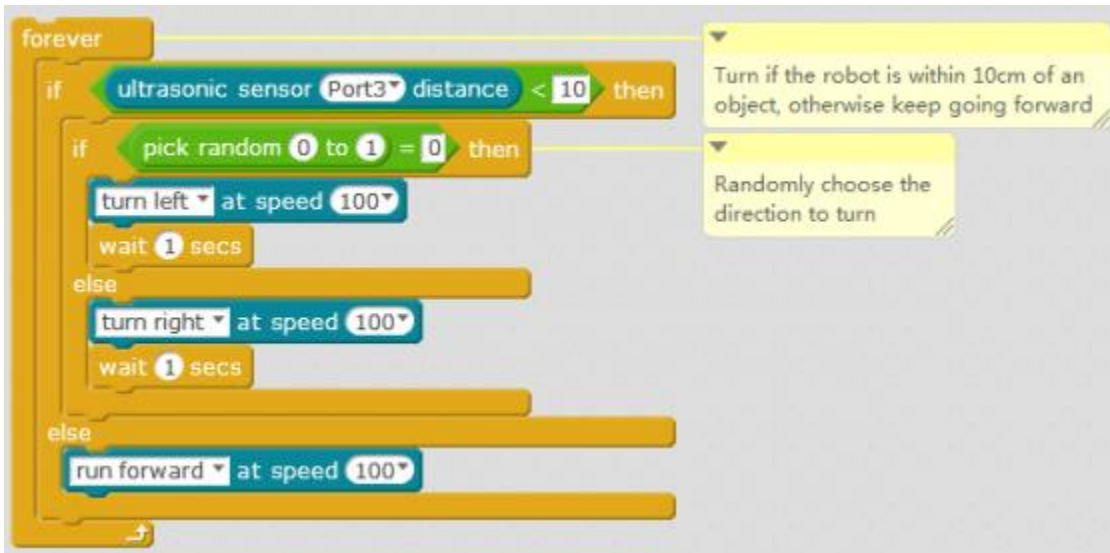 forever
if ultrasonic sensor Port3 distance < 10 then
Turn if the robot is within 10cm of an
object, otherwise keep going forward
if pick random 0 to 1 = 0 then
Randomly choose the
direction to turn
turn left at speed 100
wait 1 secs
else
turn right at speed 100
wait 1 secs
else
run forward at speed 100